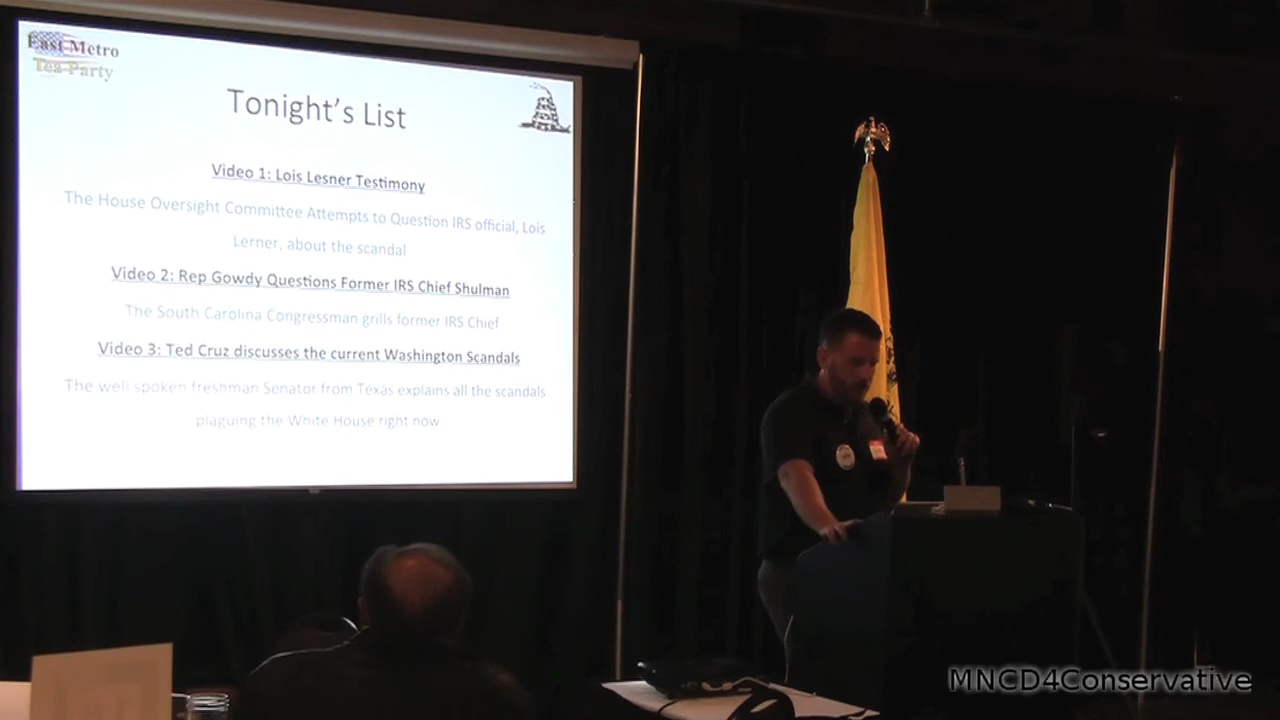 East Metro
Tea Party
Tonight's List
Video 1: Lois Lesner Testimony
The House Oversight Committee Attempts to Question IRS official, Lois
Lerner, about the scandal
Video 2: Rep Gowdy Questions Former IRS Chief Shulman
The South Carolina Congressman grills former IRS Chief
Video 3: Ted Cruz discusses the current Washington Scandals
The well spoken freshman Senator from Texas explains all the scandals
plaguing the White House right now
MNCD4Conservative